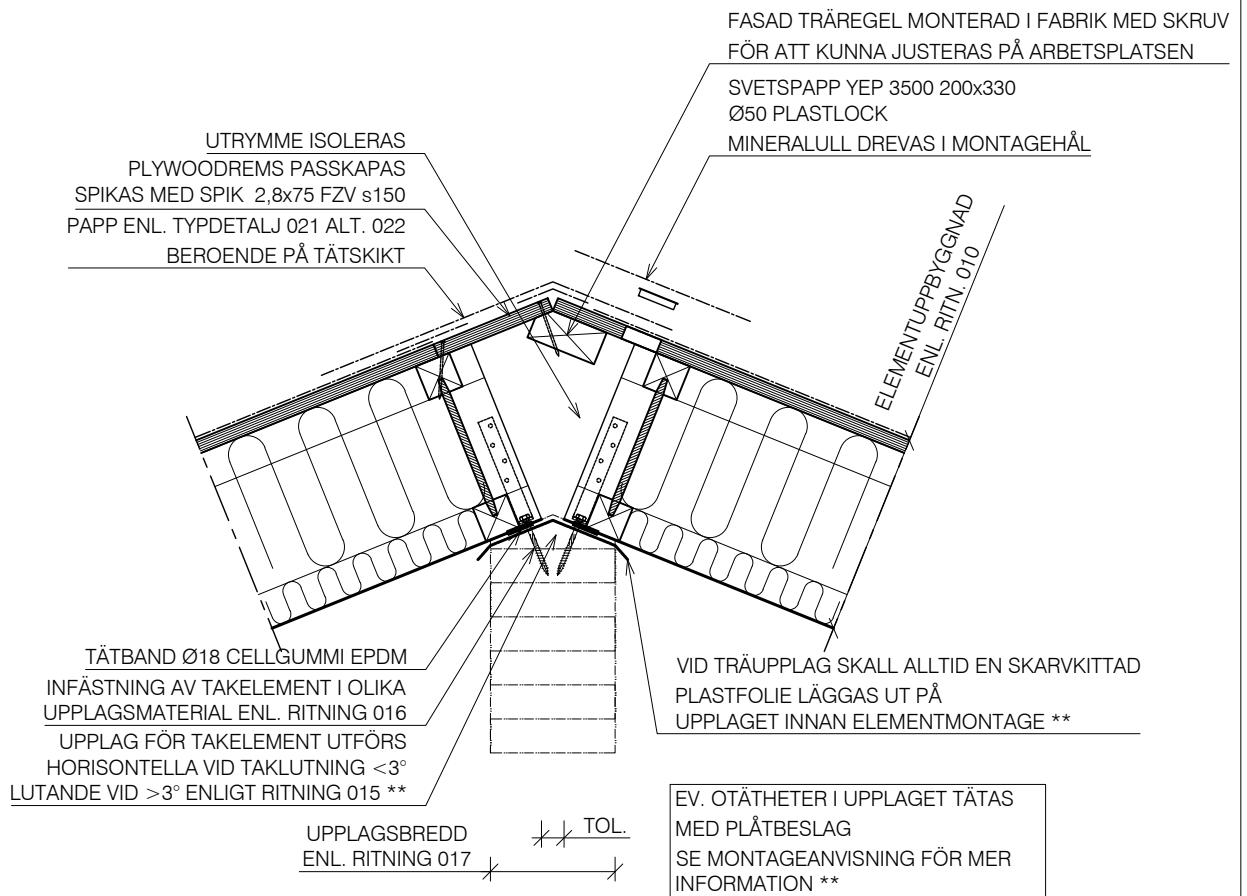 FASAD TRÄREGEL MONTERAD I FABRIK MED SKRUV
FÖR ATT KUNNA JUSTERAS PÅ ARBETSPLATSEN
SVETSPAPP YEP 3500 200x330
Ø50 PLASTLOCK
MINERALULL DREVAS I MONTAGEHÅL
UTRYMME ISOLERAS
PLYWOODREMS PASSKAPAS
SPIKAS MED SPIK 2,8x75 FZV s150
PAPP ENL. TYPDETALJ 021 ALT. 022
BEROENDE PÅ TÄTSKIKT
ELEMENTUPPBYGGNAD
ENL. RITN. 010
TÄTBAND Ø18 CELLGUMMI EPDM
INFÄSTNING AV TAKELEMENT I OLIKA
UPPLAGSMATERIAL ENL. RITNING 016
UPPLAG FÖR TAKELEMENT UTFÖRS
HORISONTELLA VID TAKLUTNING <3°
LUTANDE VID >3° ENLIGT RITNING 015 **
VID TRÄUPPLAG SKALL ALLTID EN SKARVKITTAD
PLASTFOLIE LÄGGAS UT PÅ
UPPLAGET INNAN ELEMENTMONTAGE **
UPPLAGSBREDD
ENL. RITNING 017
TOL.
EV. OTÄTHETER I UPPLAGET TÄTAS
MED PLÅTBESLAG
SE MONTAGEANVISNING FÖR MER
INFORMATION **